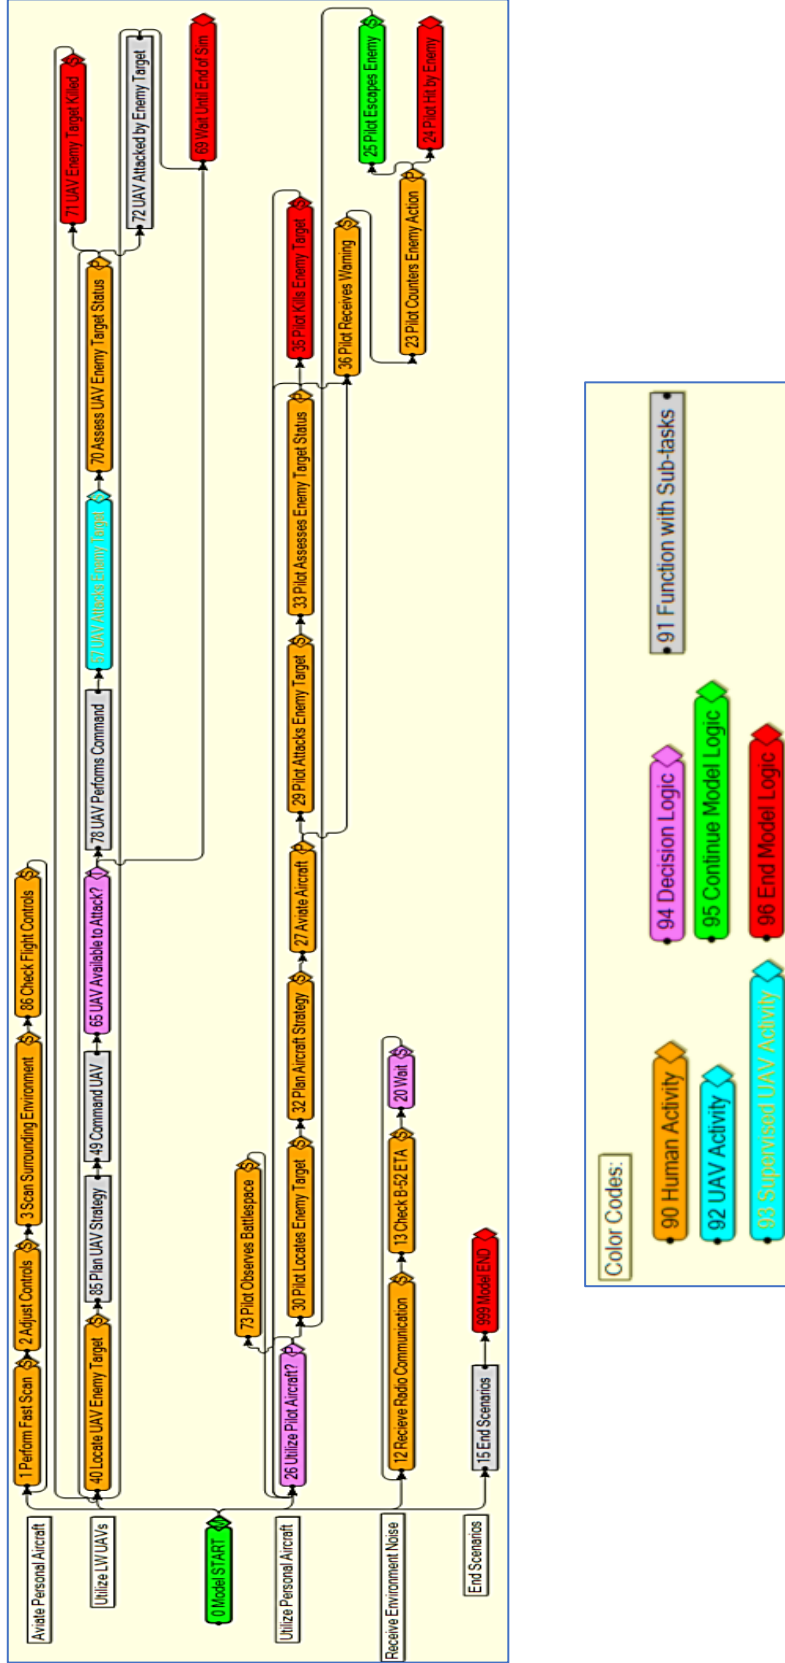 Aviate Personal Aircraft
1 Perform Fast Scan
S
2 Adjust Controls
S
3 Scan Surrounding Environment
S
86 Check Flight Controls
S
Utilize LW UAVs
40 Locate UAV Enemy Target
S
85 Plan UAV Strategy
49 Command UAV
65 UAV Available to Attack?
T
78 UAV Performs Command
57 UAV Attacks Enemy Target
S
70 Assess UAV Enemy Target Status
P
71 UAV Enemy Target Killed
S
72 UAV Attacked by Enemy Target
69 Wait Until End of Sim
0 Model START
M
Utilize Personal Aircraft
26 Utilize Pilot Aircraft?
P
73 Pilot Observes Battlespace
S
30 Pilot Locates Enemy Target
S
32 Plan Aircraft Strategy
S
27 Aviate Aircraft
P
29 Pilot Attacks Enemy Target
S
33 Pilot Assesses Enemy Target Status
P
35 Pilot Kills Enemy Target
S
36 Pilot Receives Warning
S
23 Pilot Counters Enemy Action
P
25 Pilot Escapes Enemy
S
24 Pilot Hit by Enemy
Receive Environment Noise
12 Recieve Radio Communication
S
13 Check B-52 ETA
S
20 Wait
S
End Scenarios
15 End Scenarios
999 Model END
Color Codes:
90 Human Activity
92 UAV Activity
93 Supervised UAV Activity
94 Decision Logic
95 Continue Model Logic
96 End Model Logic
91 Function with Sub-tasks